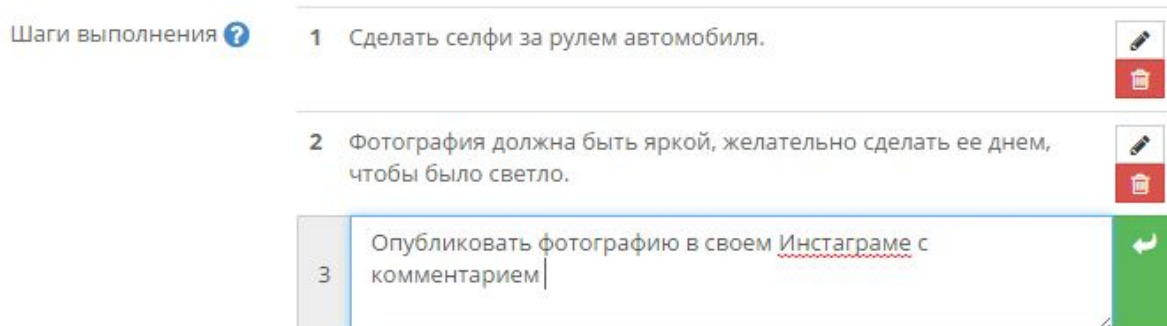 Шаги выполнения ?
1 Сделать селфи за рулем автомобиля.
2 Фотография должна быть яркой, желательно сделать ее днем,
чтобы было светло.
3 Опубликовать фотографию в своем Инстаграме с
комментарием